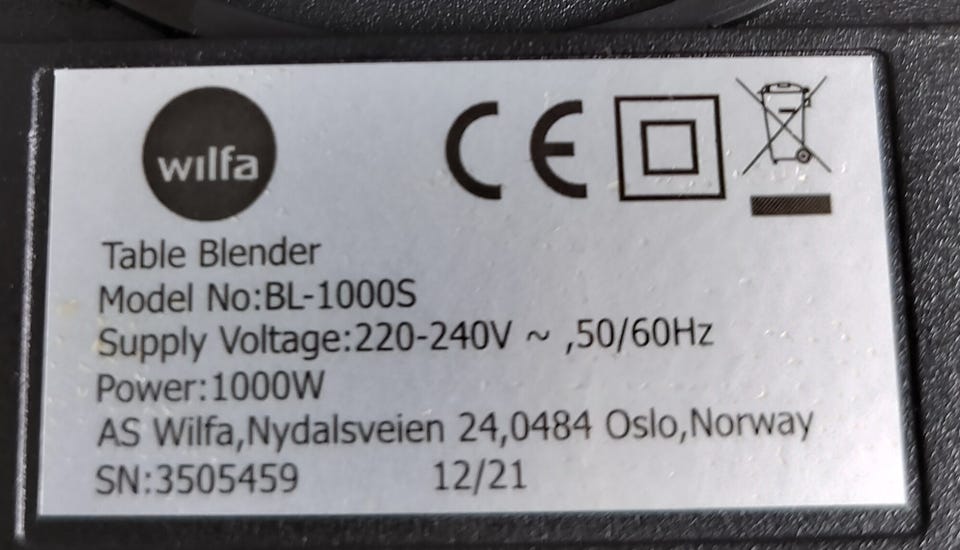 wilfa
CE
Table Blender
Model No:BL-1000S
Supply Voltage:220-240V ~ ,50/60Hz
Power:1000W
AS Wilfa,Nydalsveien 24,0484 Oslo,Norway
SN:3505459 12/21